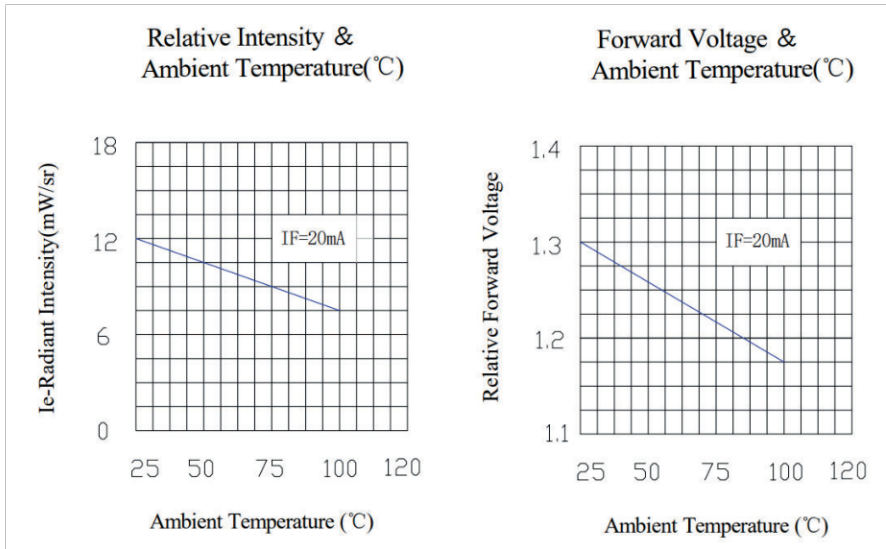 Relative Intensity &
Ambient Temperature(℃)
Ie-Radiant Intensity(mW/sr)
18
12
6
0
IF=20mA
25 50 75 100 120
Ambient Temperature (℃)
Forward Voltage &
Ambient Temperature(℃)
Relative Forward Voltage
1.4
1.3
1.2
1.1
IF=20mA
25 50 75 100 120
Ambient Temperature (℃)